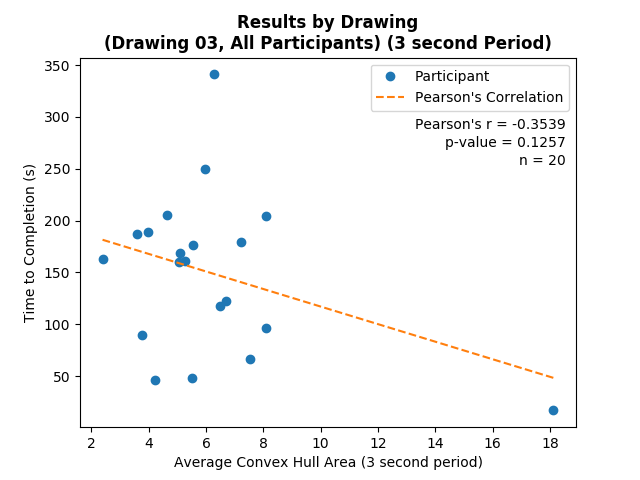 Results by Drawing
(Drawing 03, All Participants) (3 second Period)
Participant
Pearson's Correlation
Pearson's r = -0.3539
p-value = 0.1257
n = 20
Time to Completion (s)
350
300
250
200
150
100
50
2 4 6 8 10 12 14 16 18
Average Convex Hull Area (3 second period)